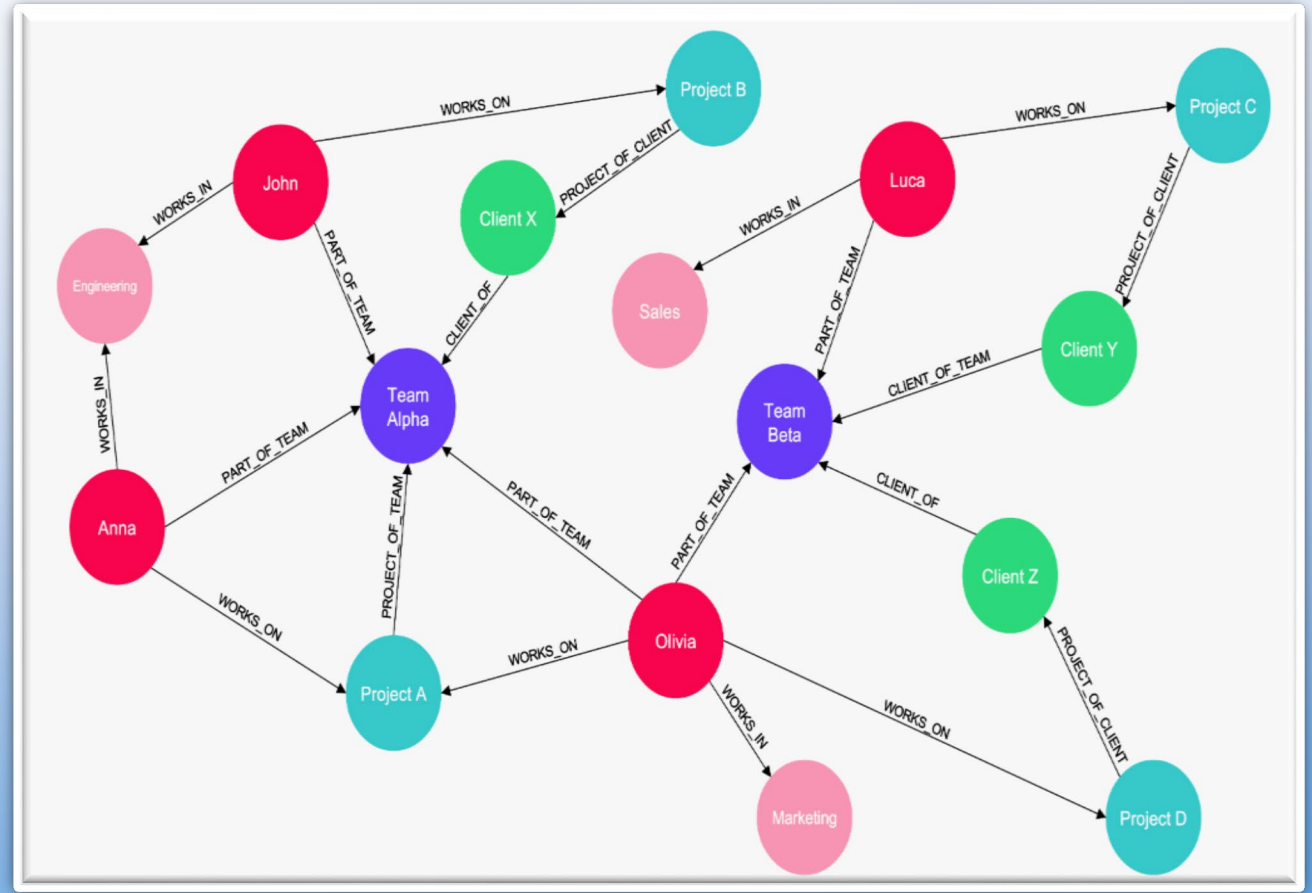 Project B
WORKS_ON
Project C
WORKS_ON
John
PROJECT_OF_CLIENT
Luca
WORKS_IN
Client X
PROJECT_OF_CLIENT
WORKS_IN
PART_OF_TEAM
Engineering
CLIENT_OF
PART_OF_TEAM
Sales
Client Y
CLIENT_OF_TEAM
Team
Alpha
Team
Beta
WORKS_IN
PART_OF_TEAM
PROJECT_OF_TEAM
PART_OF_TEAM
PART_OF_TEAM
CLIENT_OF
Anna
Client Z
WORKS_ON
WORKS_ON
Olivia
PROJECT_OF_CLIENT
Project A
WORKS_IN
WORKS_ON
Marketing
Project D